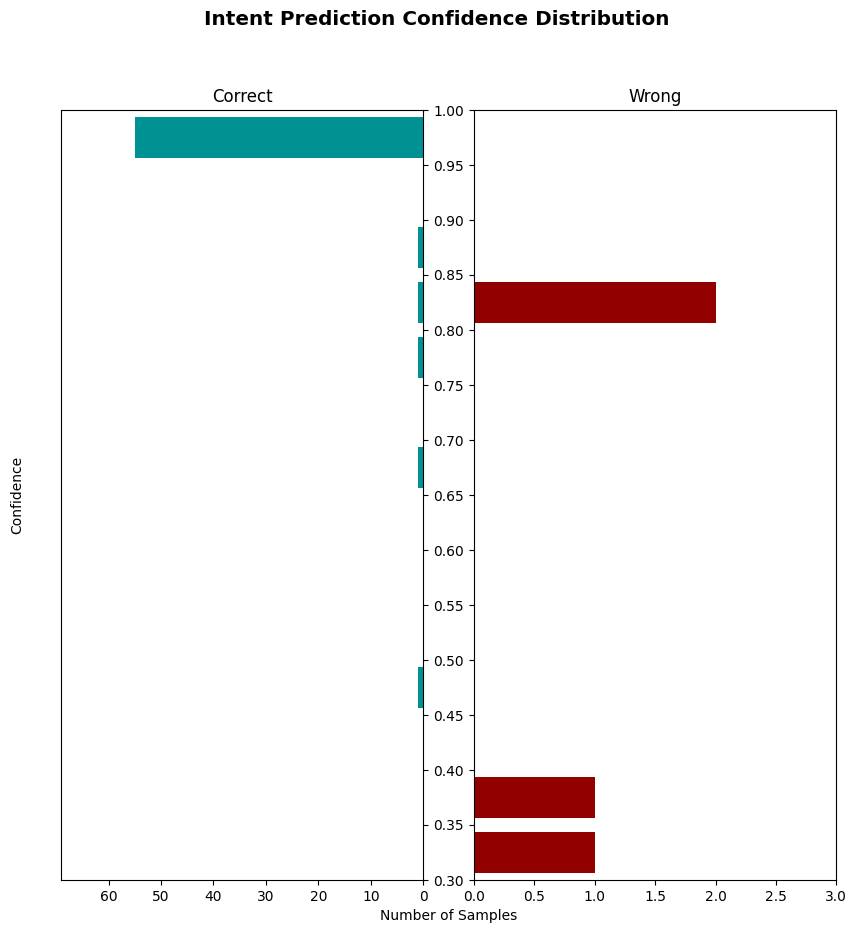 Intent Prediction Confidence Distribution
Correct
Wrong
1.00
0.95
0.90
0.85
0.80
0.75
0.70
0.65
0.60
0.55
0.50
0.45
0.40
0.35
0.30
Confidence
60 50 40 30 20 10 0
0.0 0.5 1.0 1.5 2.0 2.5 3.0
Number of Samples